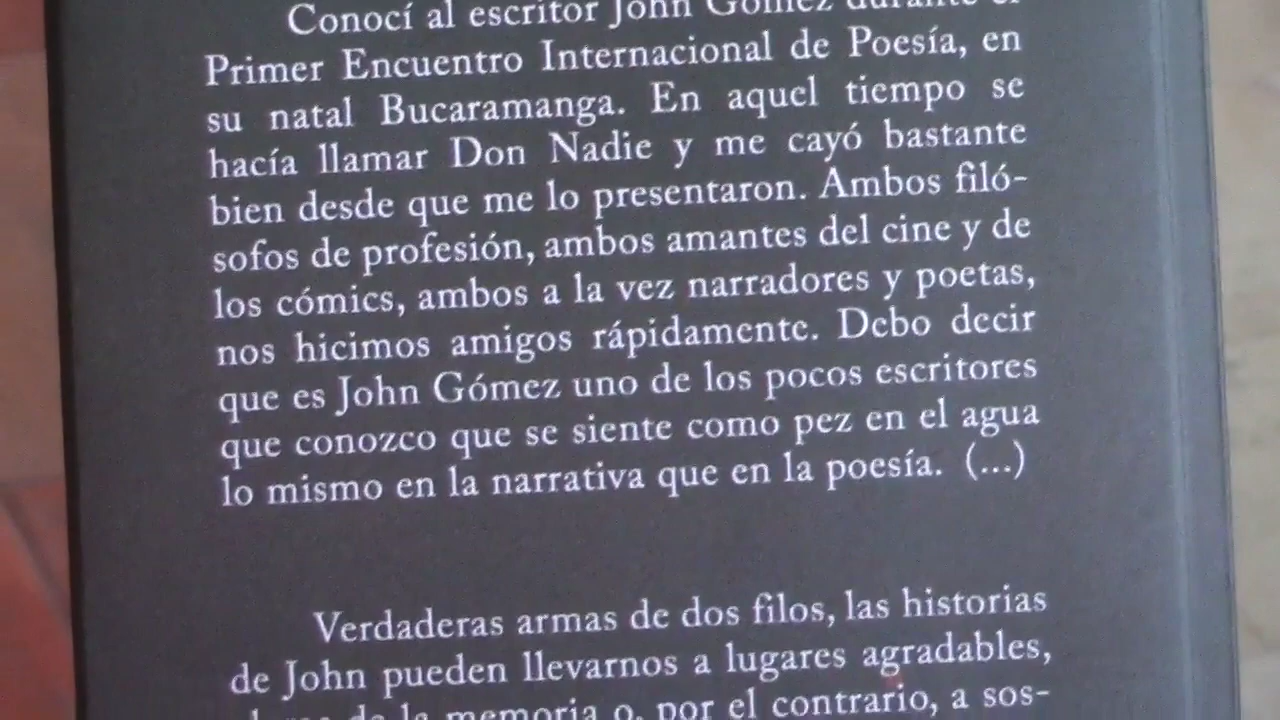 Conocí al escritor John Gómez durante el
Primer Encuentro Internacional de Poesía, en
su natal Bucaramanga. En aquel tiempo se
hacía llamar Don Nadie y me cayó bastante
bien desde que me lo presentaron. Ambos filó-
sofos de profesión, ambos amantes del cine y de
los cómics, ambos a la vez narradores y poetas,
nos hicimos amigos rápidamente. Debo decir
que es John Gómez uno de los pocos escritores
que conozco que se siente como pez en el agua
lo mismo en la narrativa que en la poesía. (...)
Verdaderas armas de dos filos, las historias
de John pueden llevarnos a lugares agradables,
de la memoria o, por el contrario, a sos-